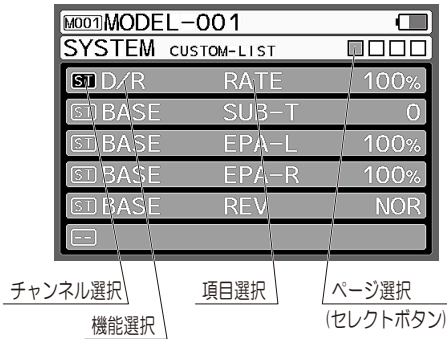 M001 MODEL-001
SYSTEM CUSTOM-LIST
ST D/R RATE 100%
ST BASE SUB-T 0
ST BASE EPA-L 100%
ST BASE EPA-R 100%
ST BASE REV NOR
--
チャンネル選択 項目選択 ページ選択
機能選択 (セレクトボタン)